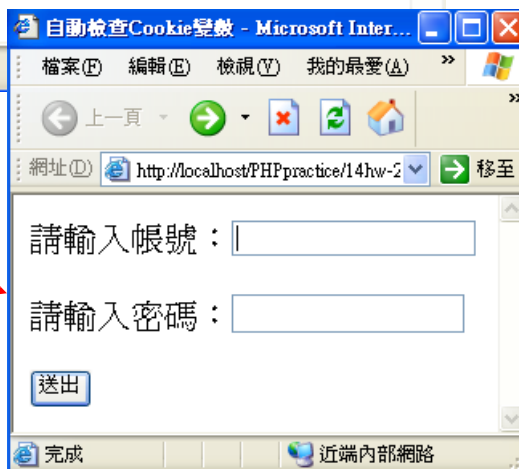 自動檢查Cookie變數 - Microsoft Inter...
檔案(F) 編輯(E) 檢視(V) 我的最愛(A) »
上一頁 »
網址(D) http://localhost/PHPpractice/14hw-2 移至
請輸入帳號：
請輸入密碼：
送出
完成 近端內部網路